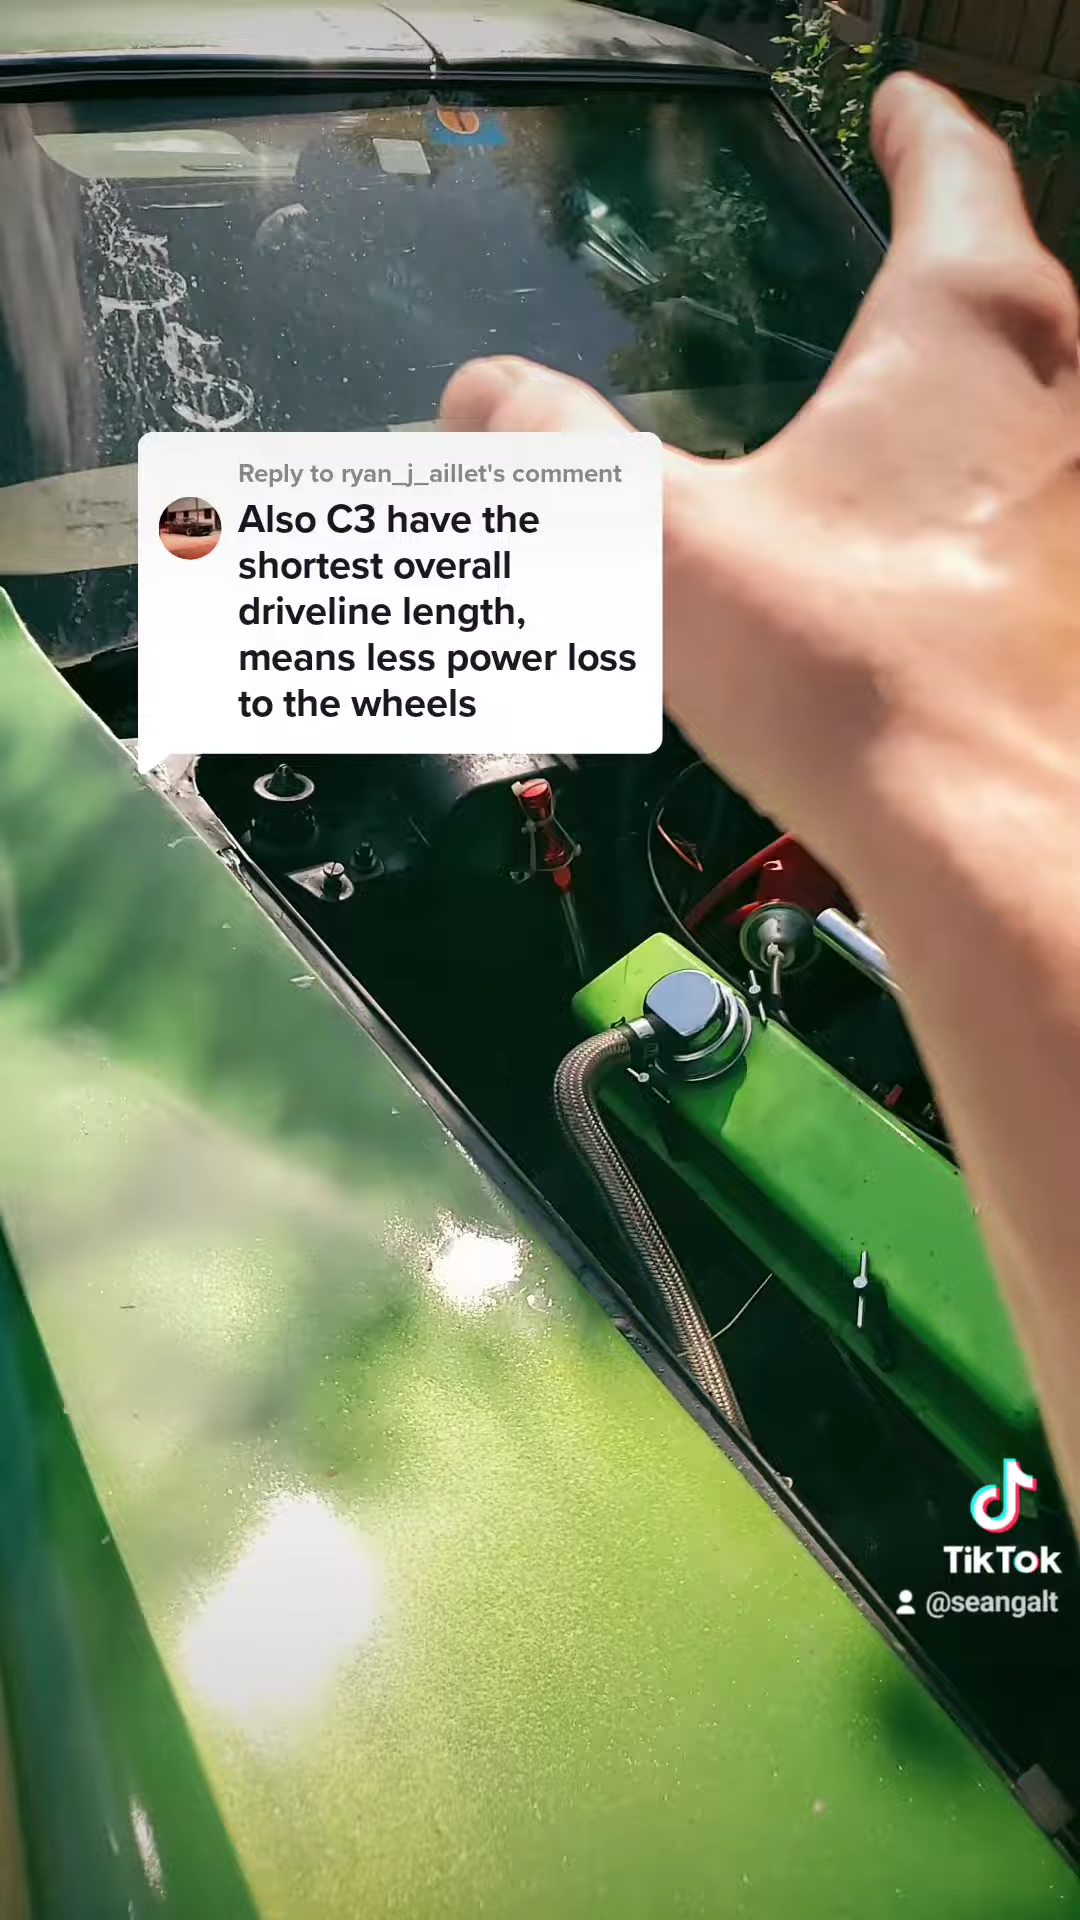 Reply to ryan_j_aillet's comment
Also C3 have the
shortest overall
driveline length,
means less power loss
to the wheels
TikTok
@seangalt